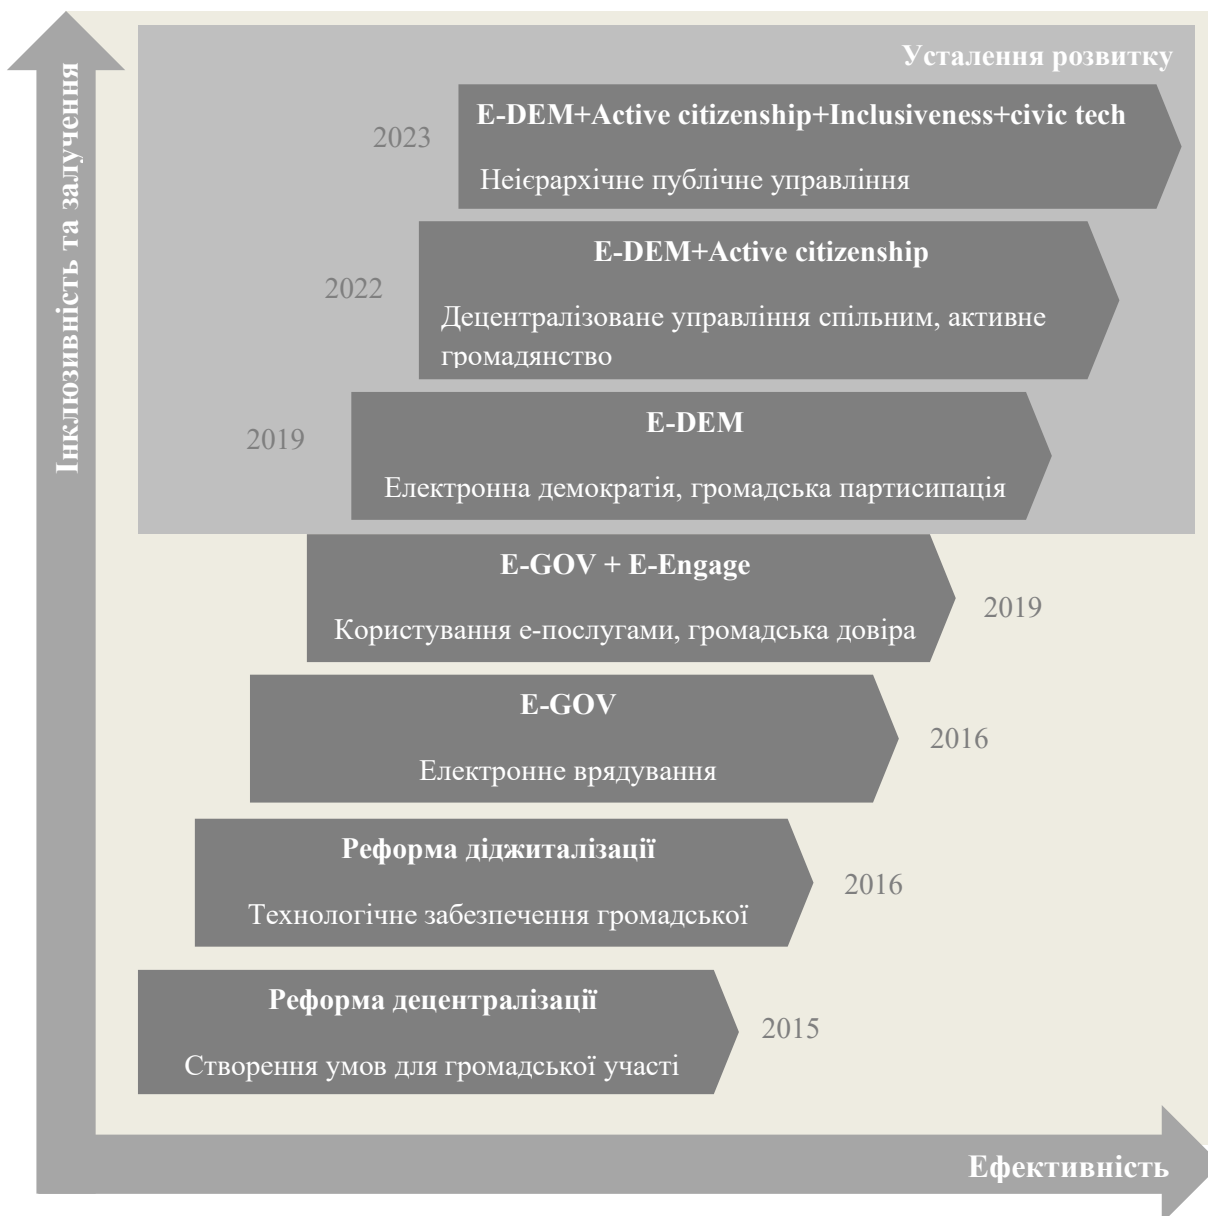 Усталення розвитку
E-DEM+Active citizenship+Inclusiveness+civic tech
2023
Неієрархічне публічне управління
E-DEM+Active citizenship
2022
Децентралізоване управління спільним, активне
громадянство
E-DEM
2019
Електронна демократія, громадська партисипація
E-GOV + E-Engage
2019
Користування е-послугами, громадська довіра
E-GOV
2016
Електронне врядування
Реформа діджиталізації
2016
Технологічне забезпечення громадської
Реформа децентралізації
2015
Створення умов для громадської участі
Інклюзивність та залучення
Ефективність